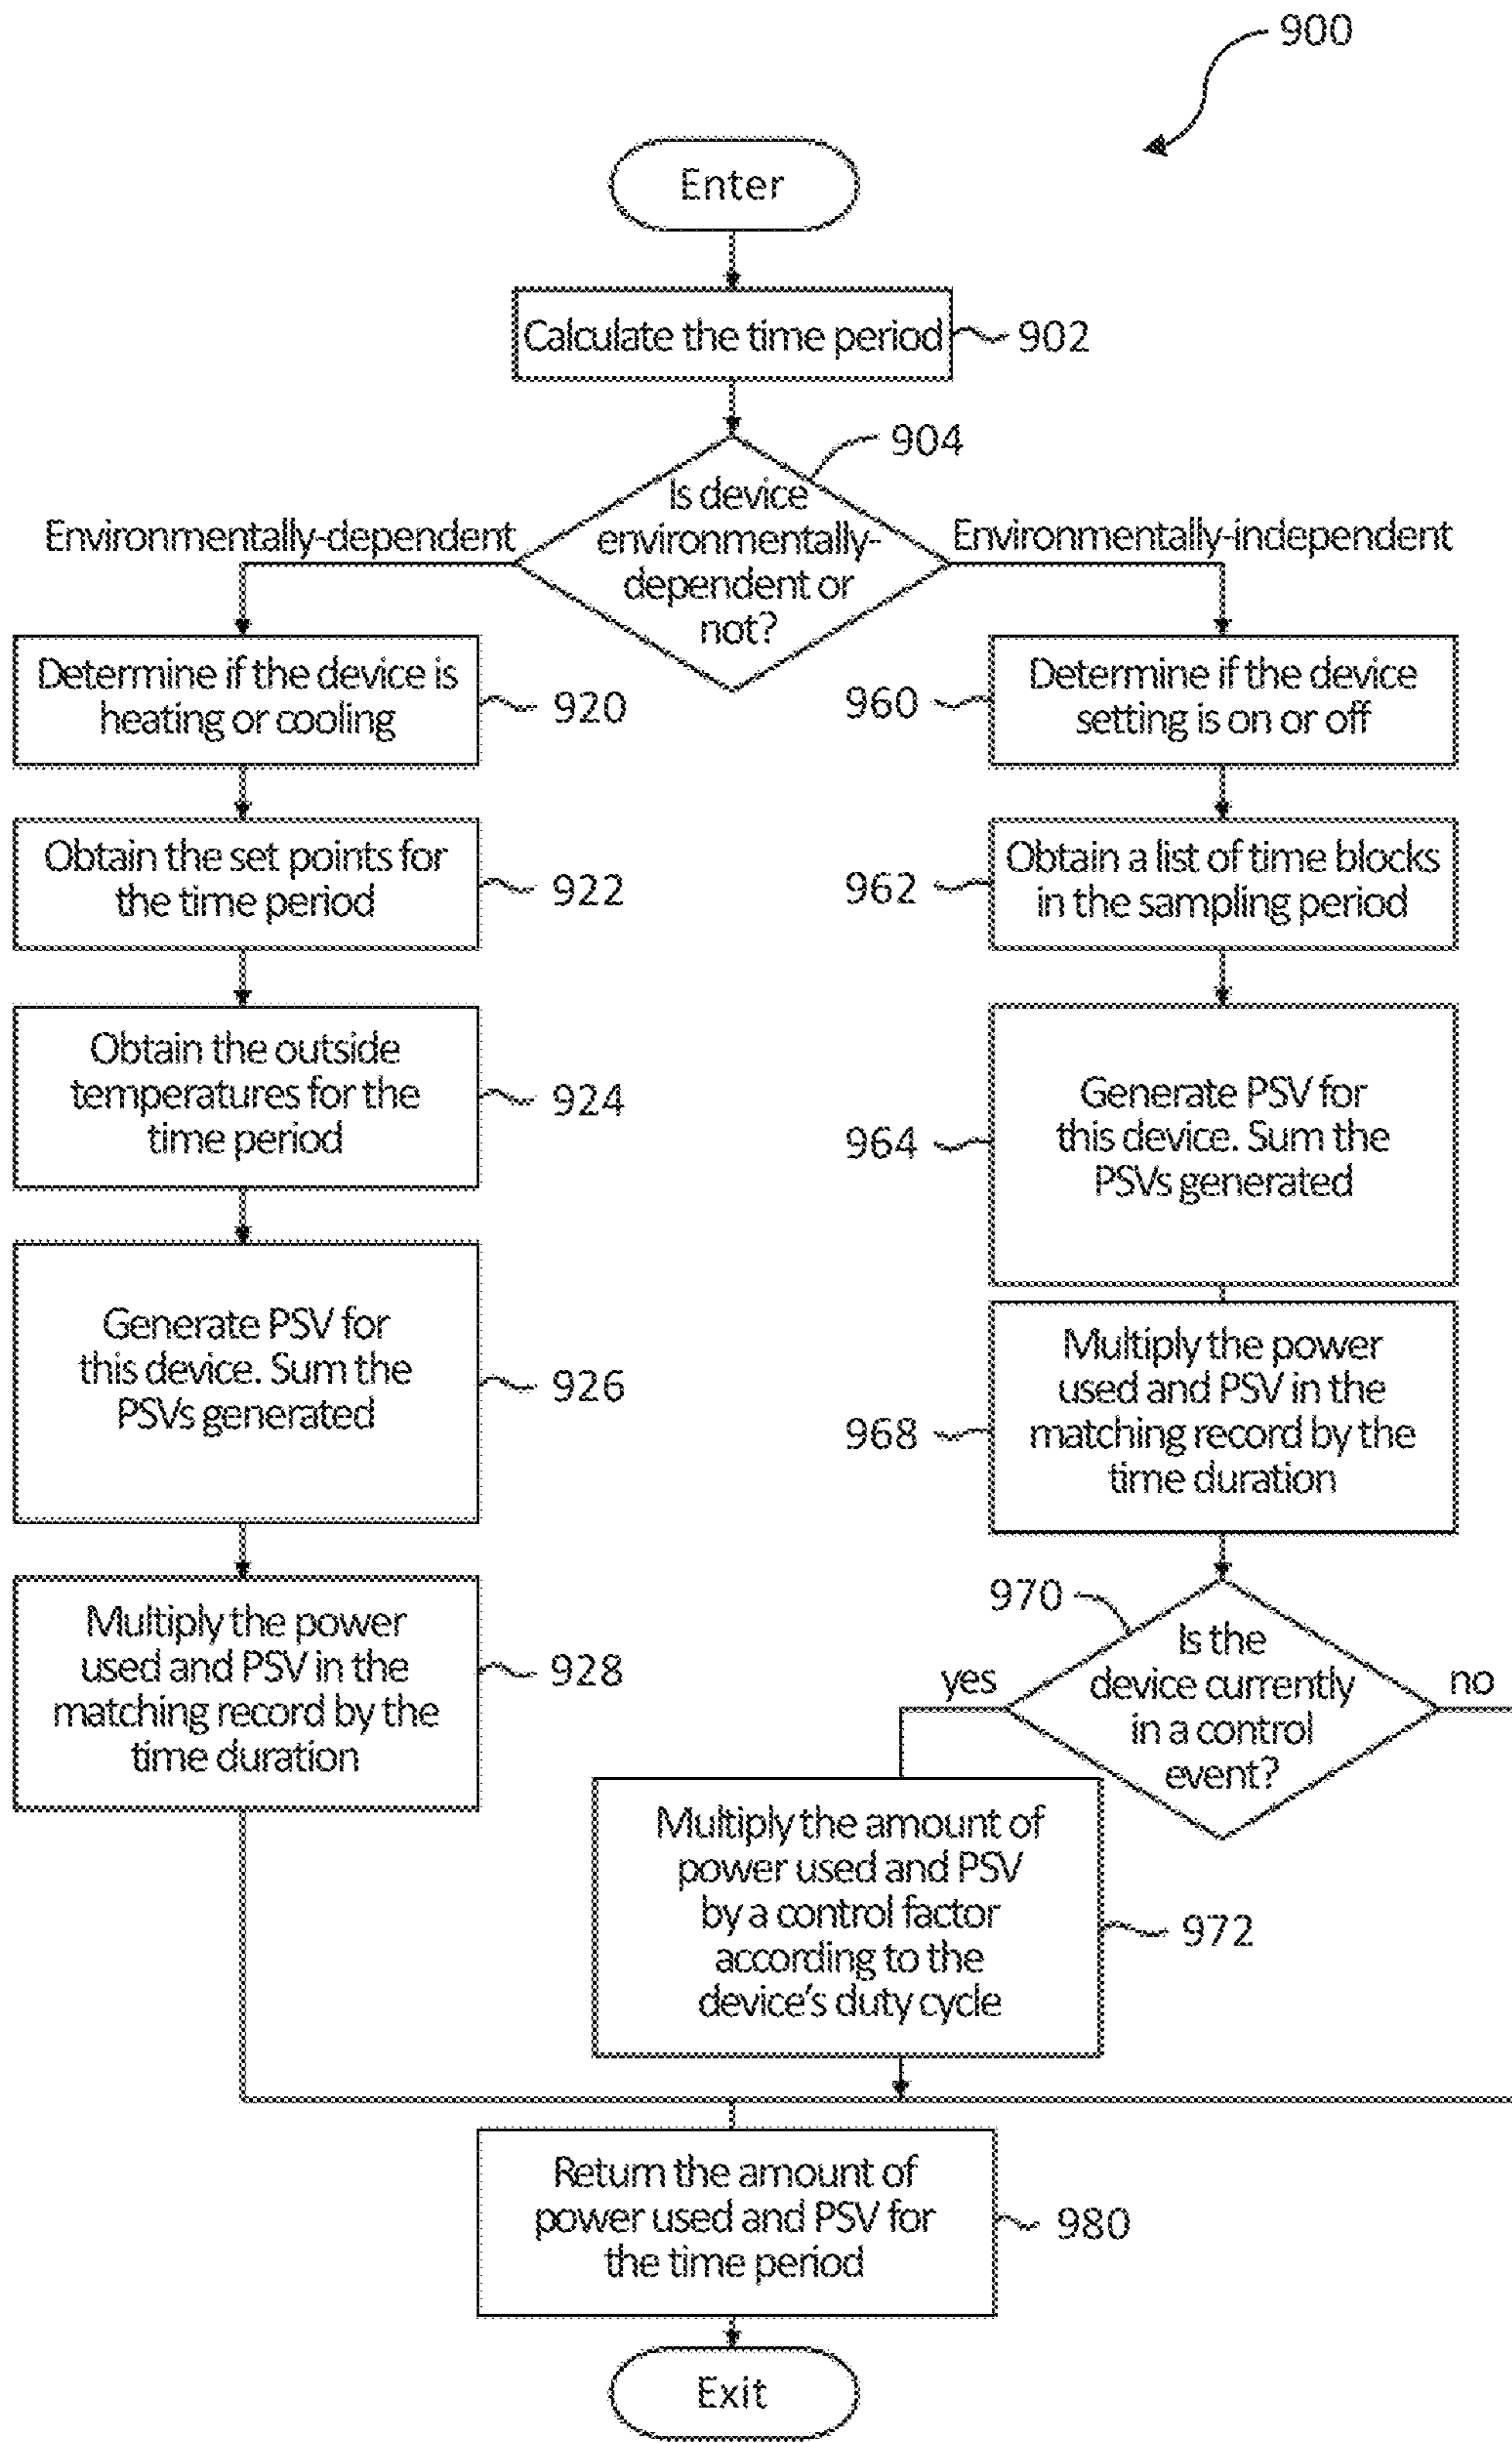 900
Enter
Calculate the time period
902
904
Is device
environmentally-
dependent or
not?
Environmentally-dependent
Environmentally-independent
Determine if the device is
heating or cooling
920
Obtain the set points for
the time period
922
Obtain the outside
temperatures for the
time period
924
Generate PSV for
this device. Sum the
PSVs generated
926
Multiply the power
used and PSV in the
matching record by the
time duration
928
960
Determine if the device
setting is on or off
962
Obtain a list of time blocks
in the sampling period
964
Generate PSV for
this device. Sum the
PSVs generated
968
Multiply the power
used and PSV in the
matching record by the
time duration
970
Is the
device currently
in a control
event?
yes
no
Multiply the amount of
power used and PSV
by a control factor
according to the
device's duty cycle
972
Return the amount of
power used and PSV for
the time period
980
Exit